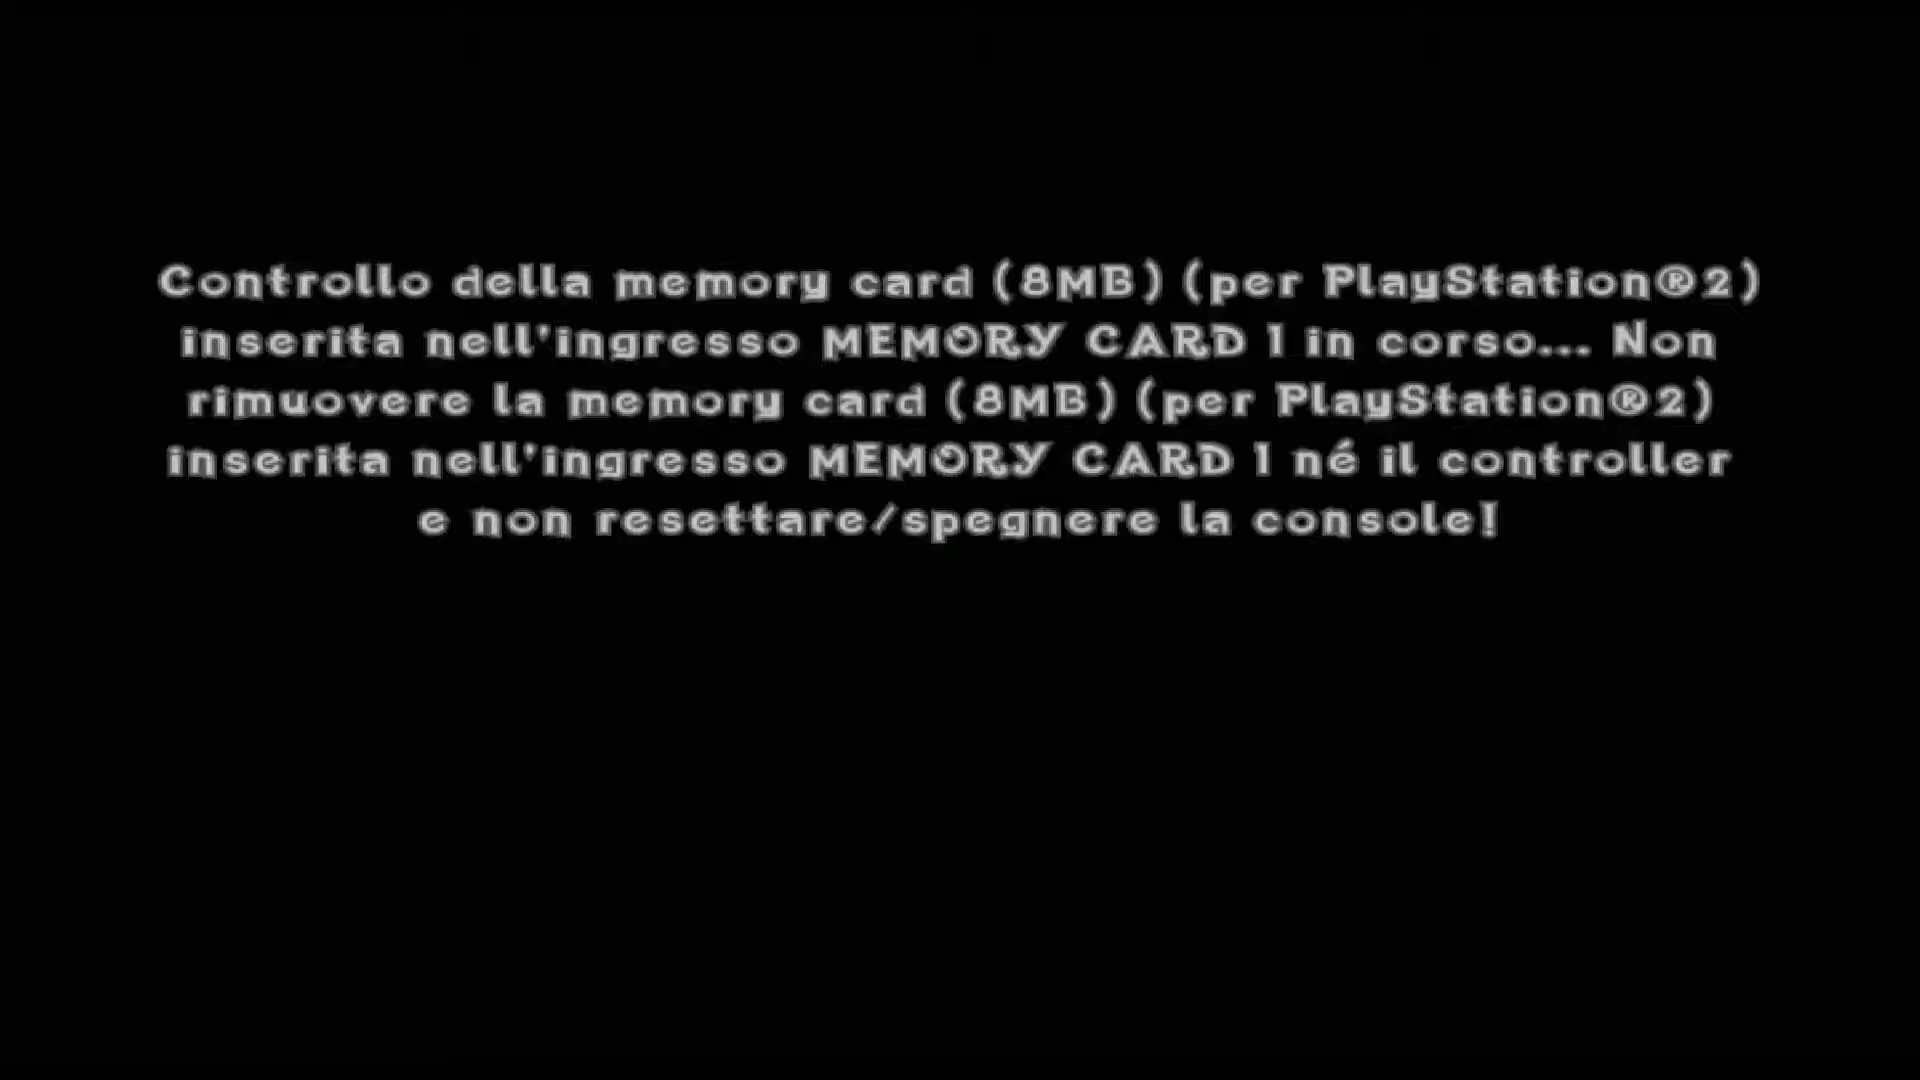 Controllo della memory card (8MB) (per PlayStation®2)
inserita nell'ingresso MEMORY CARD 1 in corso... Non
rimuovere la memory card (8MB) (per PlayStation®2)
inserita nell'ingresso MEMORY CARD 1 né il controller
e non resettare/spegnere la console!